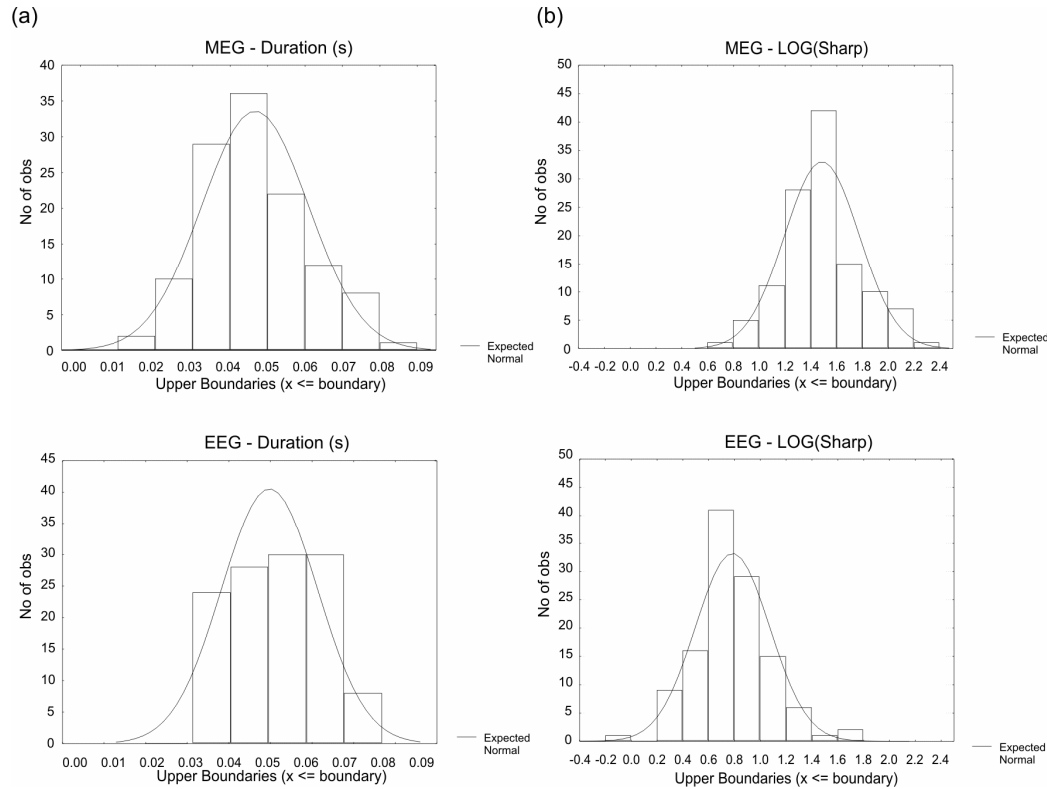 (a)
MEG - Duration (s)
No of obs
40
35
30
25
20
15
10
5
0
0.00 0.01 0.02 0.03 0.04 0.05 0.06 0.07 0.08 0.09
Upper Boundaries (x <= boundary)
Expected
Normal
(b)
MEG - LOG(Sharp)
No of obs
50
45
40
35
30
25
20
15
10
5
0
-0.4 -0.2 0.0 0.2 0.4 0.6 0.8 1.0 1.2 1.4 1.6 1.8 2.0 2.2 2.4
Upper Boundaries (x <= boundary)
Expected
Normal
EEG - Duration (s)
No of obs
45
40
35
30
25
20
15
10
5
0
0.00 0.01 0.02 0.03 0.04 0.05 0.06 0.07 0.08 0.09
Upper Boundaries (x <= boundary)
Expected
Normal
EEG - LOG(Sharp)
No of obs
50
45
40
35
30
25
20
15
10
5
0
-0.4 -0.2 0.0 0.2 0.4 0.6 0.8 1.0 1.2 1.4 1.6 1.8 2.0 2.2 2.4
Upper Boundaries (x <= boundary)
Expected
Normal